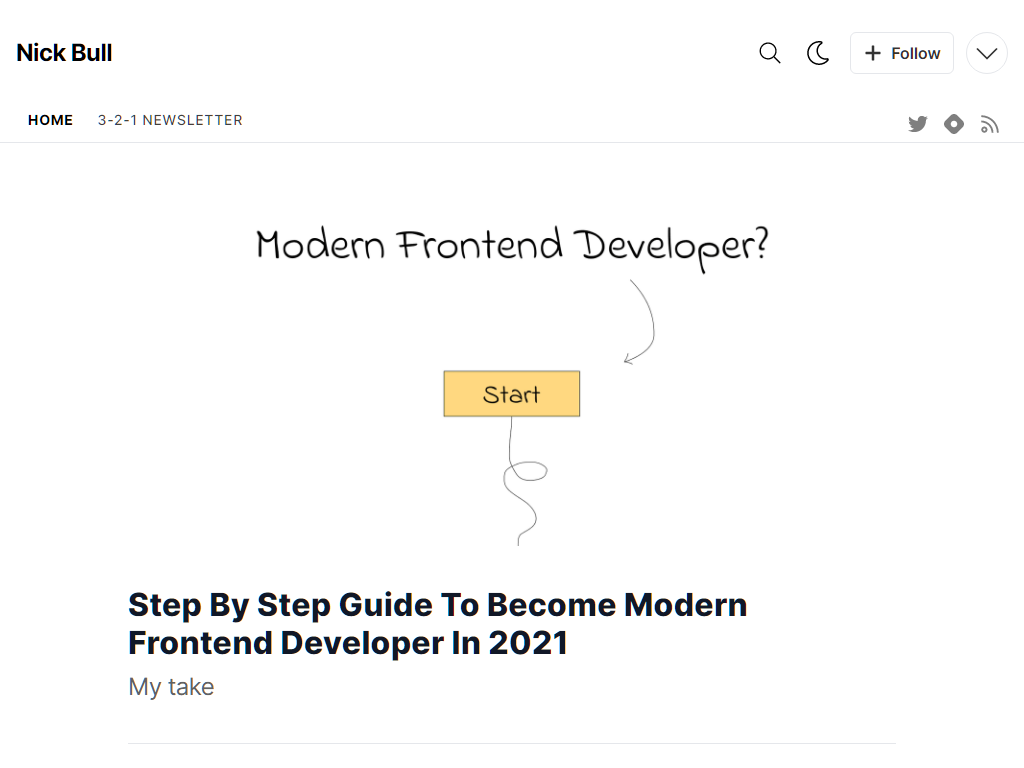 Nick Bull
Follow
HOME 3-2-1 NEWSLETTER
Modern Frontend Developer?
Start
Step By Step Guide To Become Modern
Frontend Developer In 2021
My take